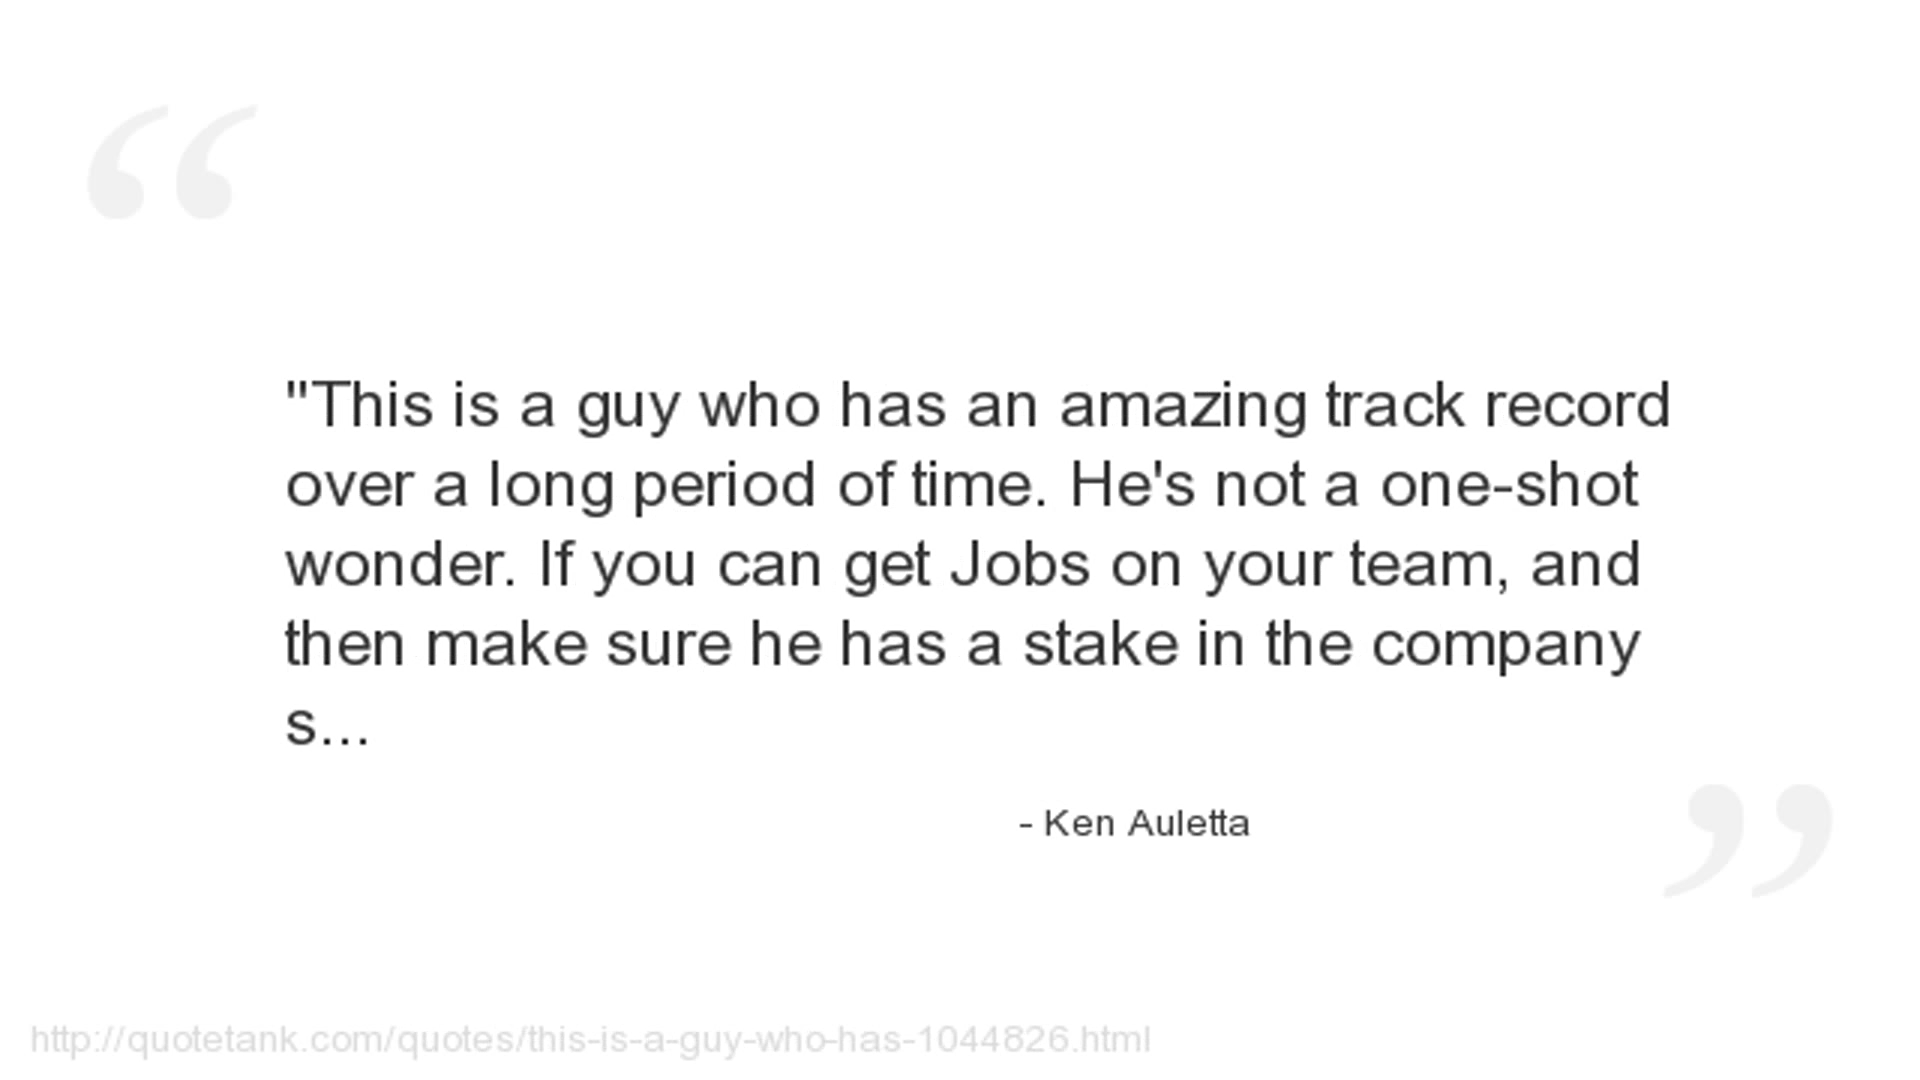 "This is a guy who has an amazing track record
over a long period of time. He's not a one-shot
wonder. If you can get Jobs on your team, and
then make sure he has a stake in the company
s...
- Ken Auletta
http://quotetank.com/quotes/this-is-a-guy-who-has-1044826.html